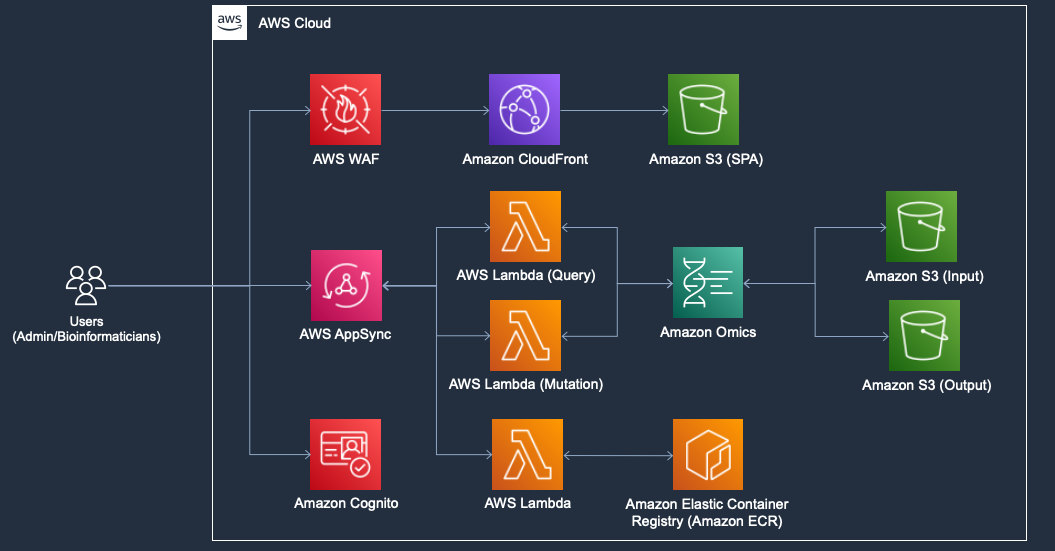 aws
AWS Cloud
AWS WAF
Amazon CloudFront
Amazon S3 (SPA)
AWS Lambda (Query)
Amazon S3 (Input)
Users
(Admin/Bioinformaticians)
AWS AppSync
Amazon Omics
AWS Lambda (Mutation)
Amazon S3 (Output)
Amazon Cognito
AWS Lambda
Amazon Elastic Container
Registry (Amazon ECR)